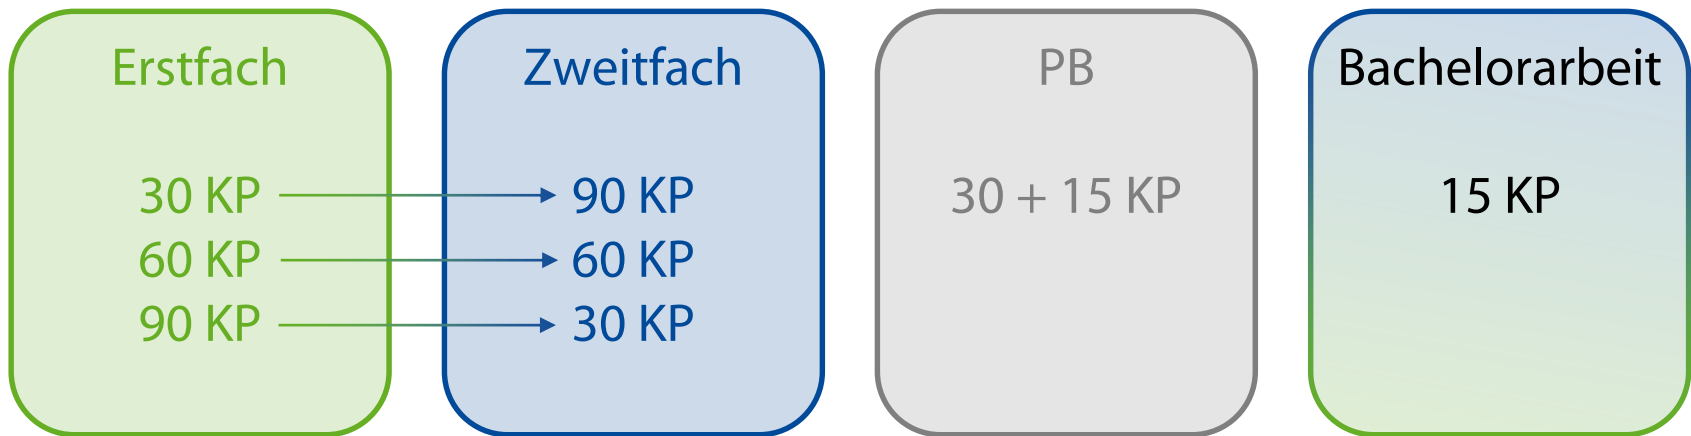 Erstfach
30 KP
60 KP
90 KP
Zweitfach
90 KP
60 KP
30 KP
PB
30 + 15 KP
Bachelorarbeit
15 KP